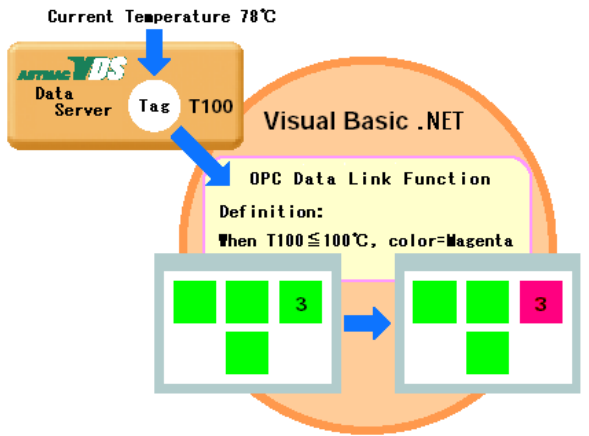 Current Temperature 78℃
ASTMAC VDS
Data
Server
Tag
T100
Visual Basic .NET
OPC Data Link Function
Definition:
When T100≦100℃, color=Magenta
3
3